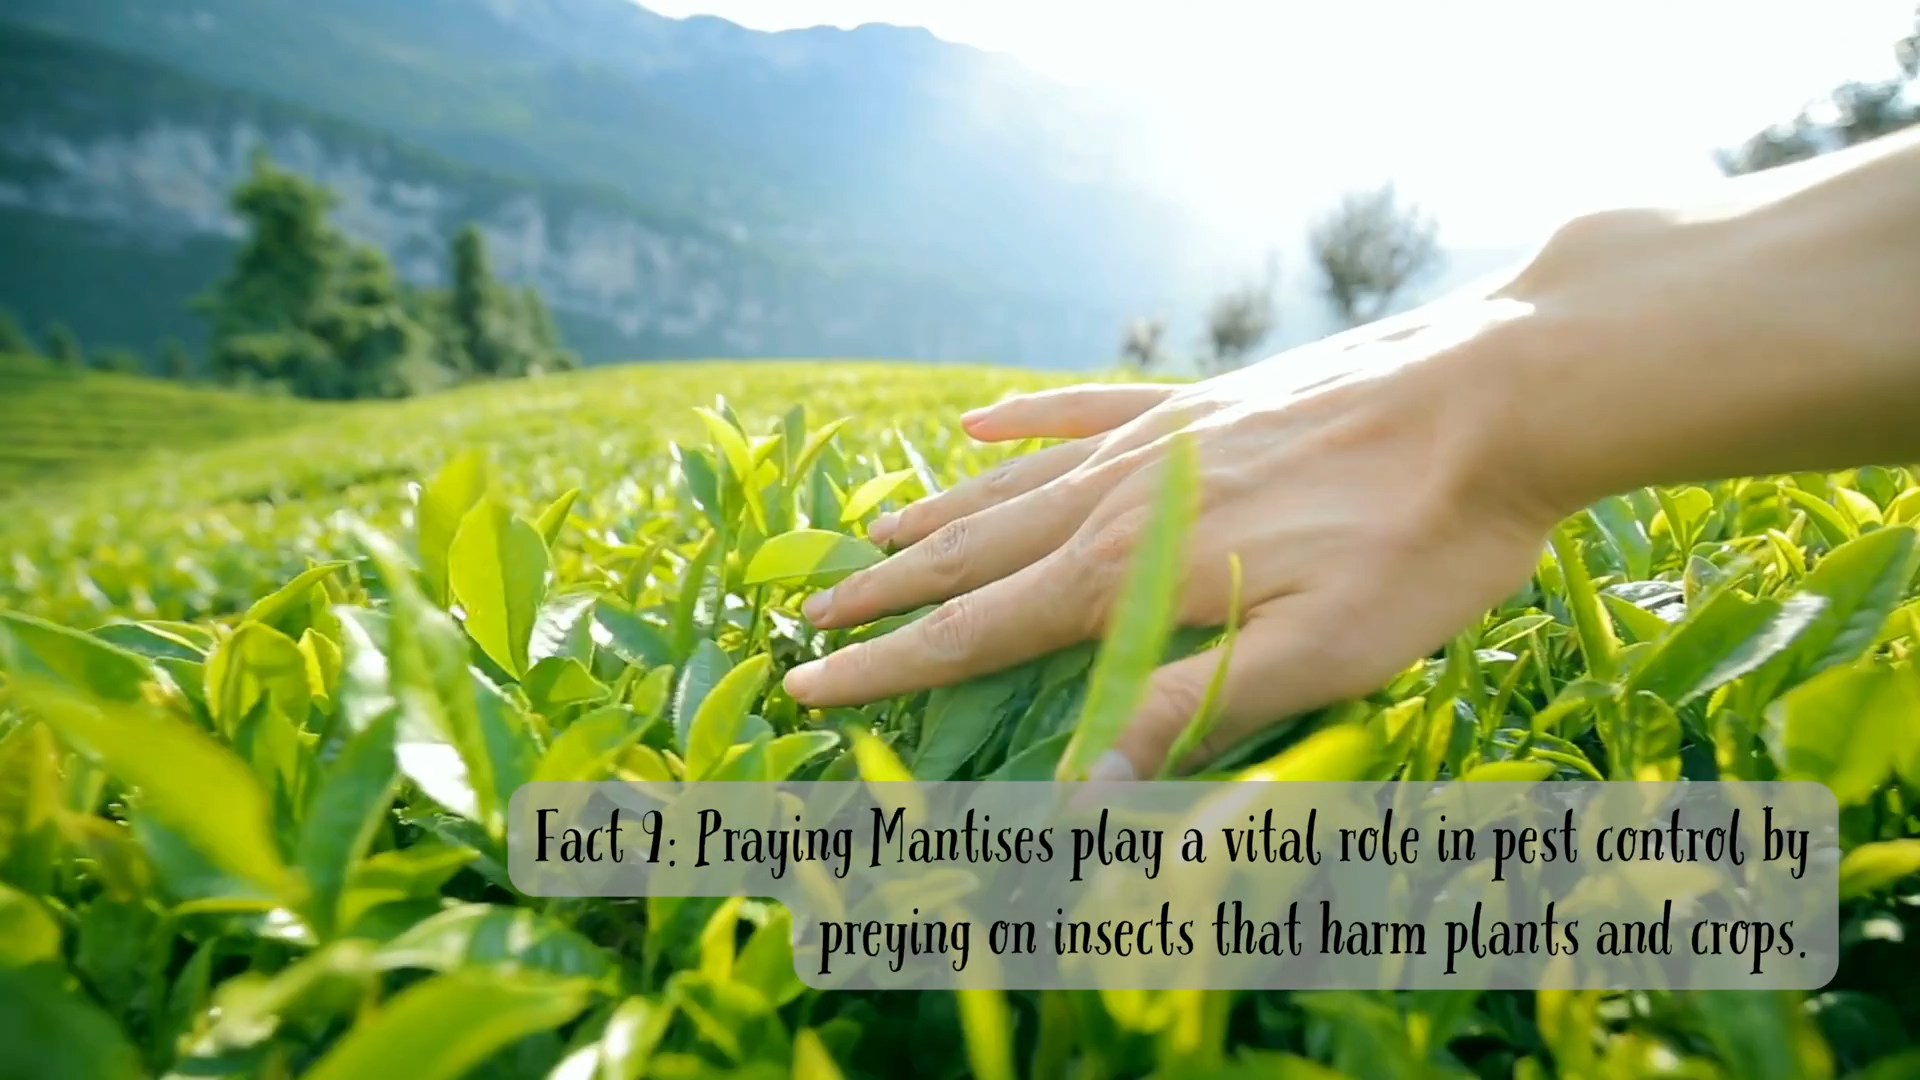 Fact 9: Praying Mantises play a vital role in pest control by
preying on insects that harm plants and crops.